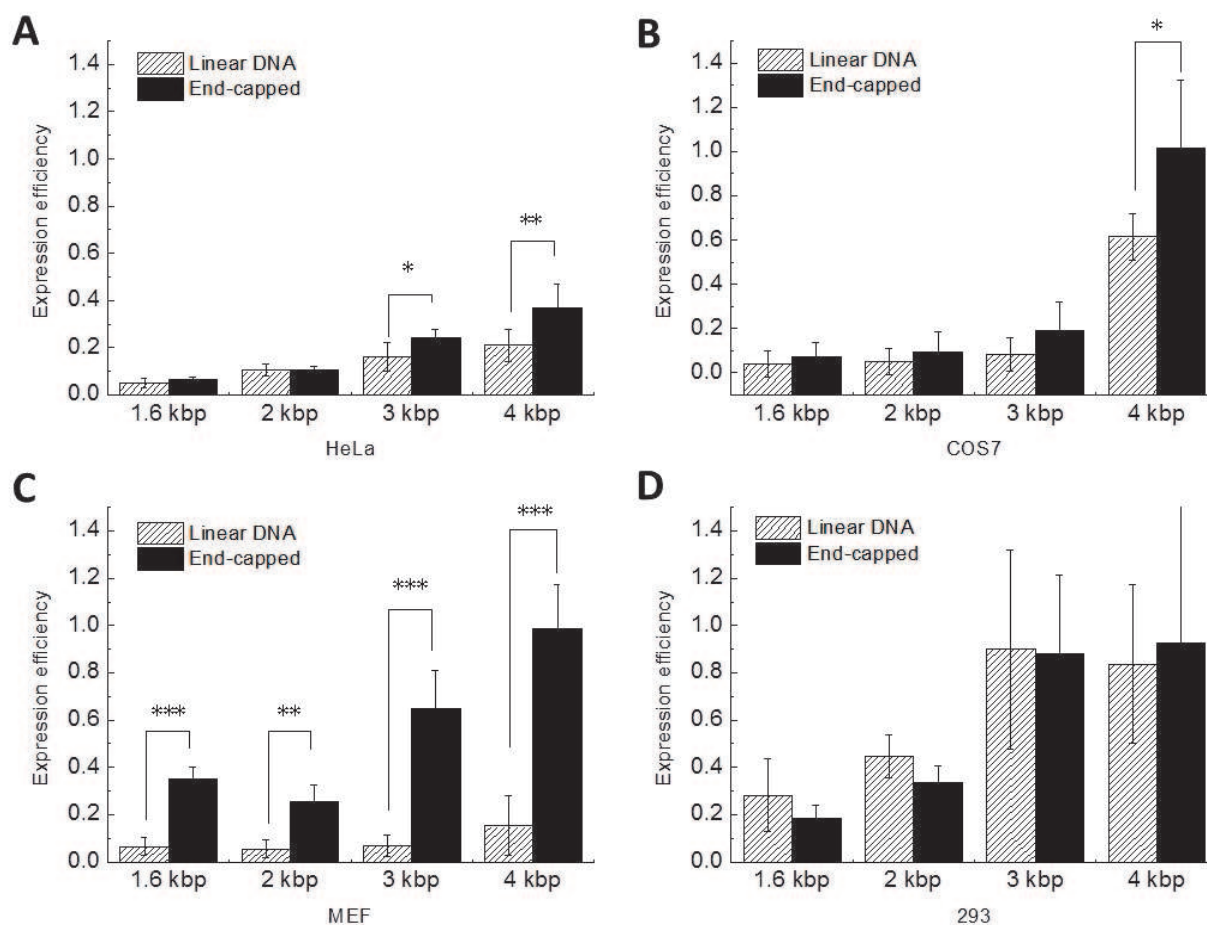 A
Linear DNA
End-capped
Expression efficiency
1.4
1.2
1.0
0.8
0.6
0.4
0.2
0.0
*
**
1.6 kbp 2 kbp 3 kbp 4 kbp
HeLa
B
Linear DNA
End-capped
Expression efficiency
1.4
1.2
1.0
0.8
0.6
0.4
0.2
0.0
*
1.6 kbp 2 kbp 3 kbp 4 kbp
COS7
C
Linear DNA
End-capped
Expression efficiency
1.4
1.2
1.0
0.8
0.6
0.4
0.2
0.0
***
**
***
***
1.6 kbp 2 kbp 3 kbp 4 kbp
MEF
D
Linear DNA
End-capped
Expression efficiency
1.4
1.2
1.0
0.8
0.6
0.4
0.2
0.0
1.6 kbp 2 kbp 3 kbp 4 kbp
293